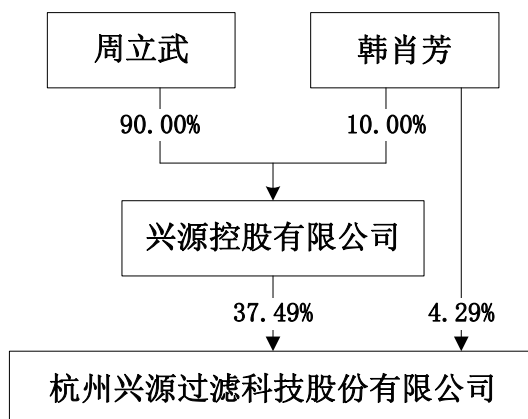 周立武
韩肖芳
90.00%
10.00%
兴源控股有限公司
37.49%
4.29%
杭州兴源过滤科技股份有限公司